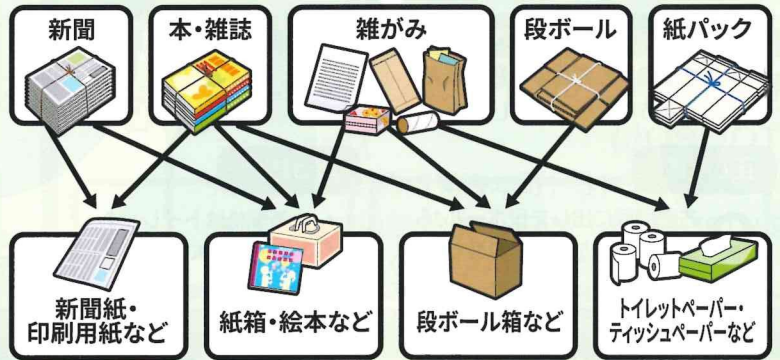 新聞
本・雑誌
雑がみ
段ボール
紙パック
新聞紙・
印刷用紙など
紙箱・絵本など
段ボール箱など
トイレットペーパー・
ティッシュペーパーなど